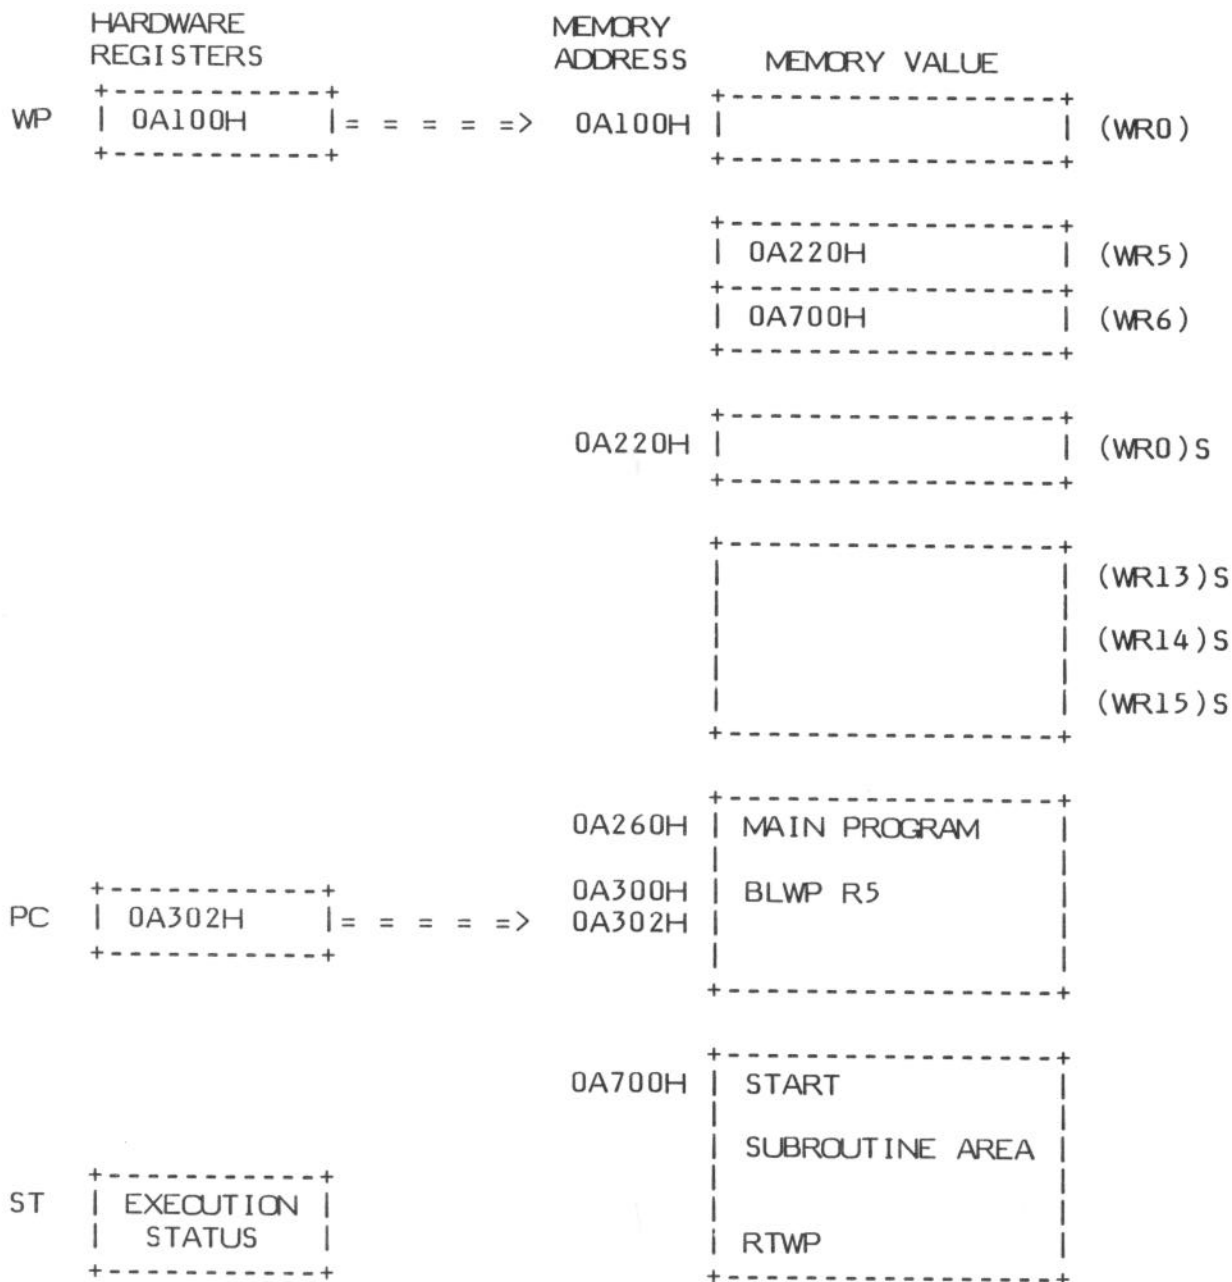 HARDWARE MEMORY
REGISTERS ADDRESS MEMORY VALUE
WP 0A100H = = = = => 0A100H (WR0)
0A220H (WR5)
0A700H (WR6)
0A220H (WR0)S
(WR13)S
(WR14)S
(WR15)S
0A260H MAIN PROGRAM
0A300H BLWP R5
PC 0A302H = = = = => 0A302H
0A700H START
SUBROUTINE AREA
ST EXECUTION
STATUS
RTWP